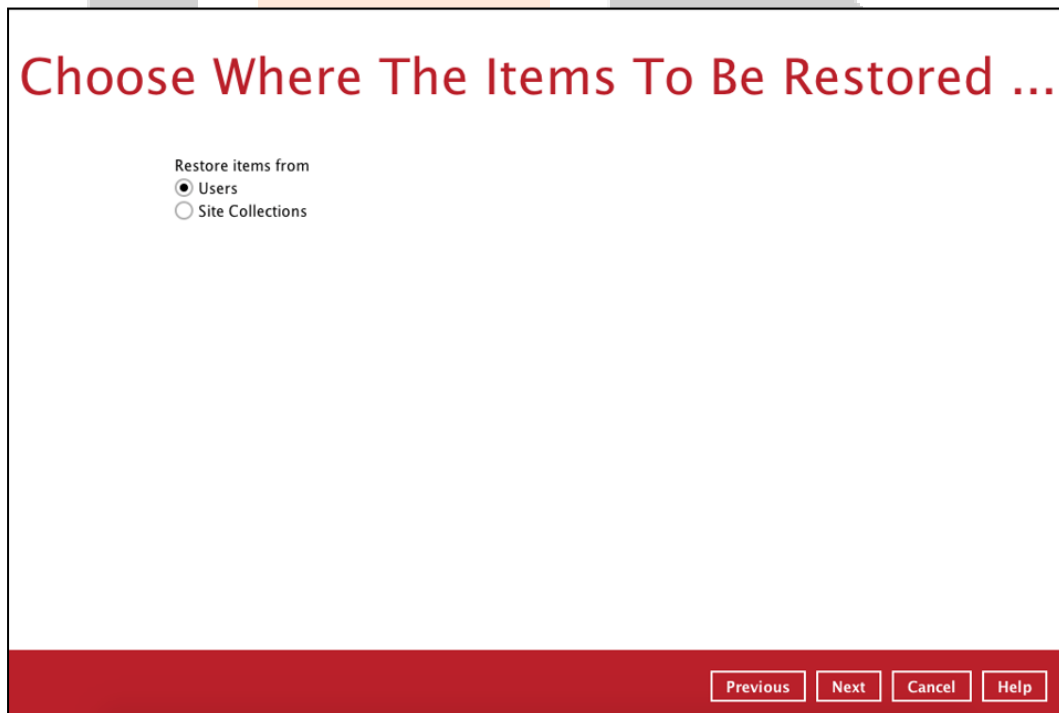 Choose Where The Items To Be Restored ...
Restore items from
Users
Site Collections
Previous Next Cancel Help